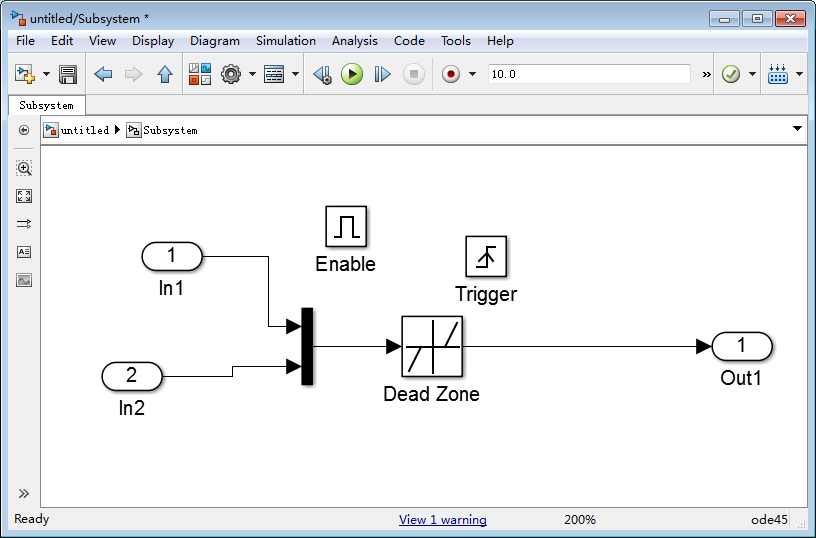 untitled/Subsystem *
File Edit View Display Diagram Simulation Analysis Code Tools Help
10.0 »
Subsystem
untitled Subsystem
Enable
1
In1
Trigger
1
Out1
Dead Zone
2
In2
Ready View 1 warning 200% ode45